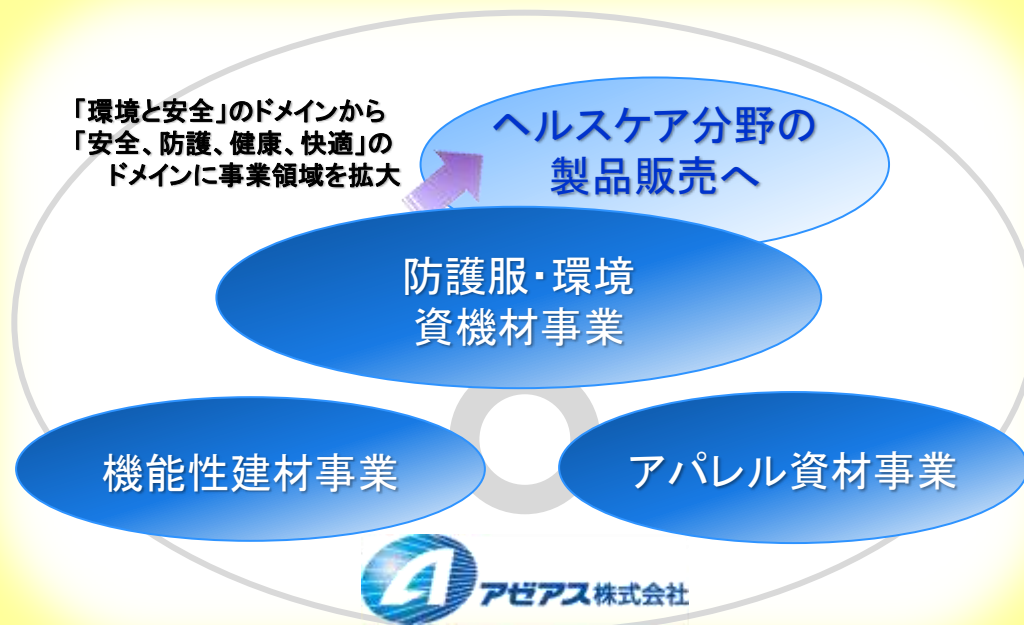 「環境と安全」のドメインから
「安全、防護、健康、快適」の
ドメインに事業領域を拡大
ヘルスケア分野の
製品販売へ
防護服・環境
資機材事業
機能性建材事業
アパレル資材事業
アゼアス株式会社